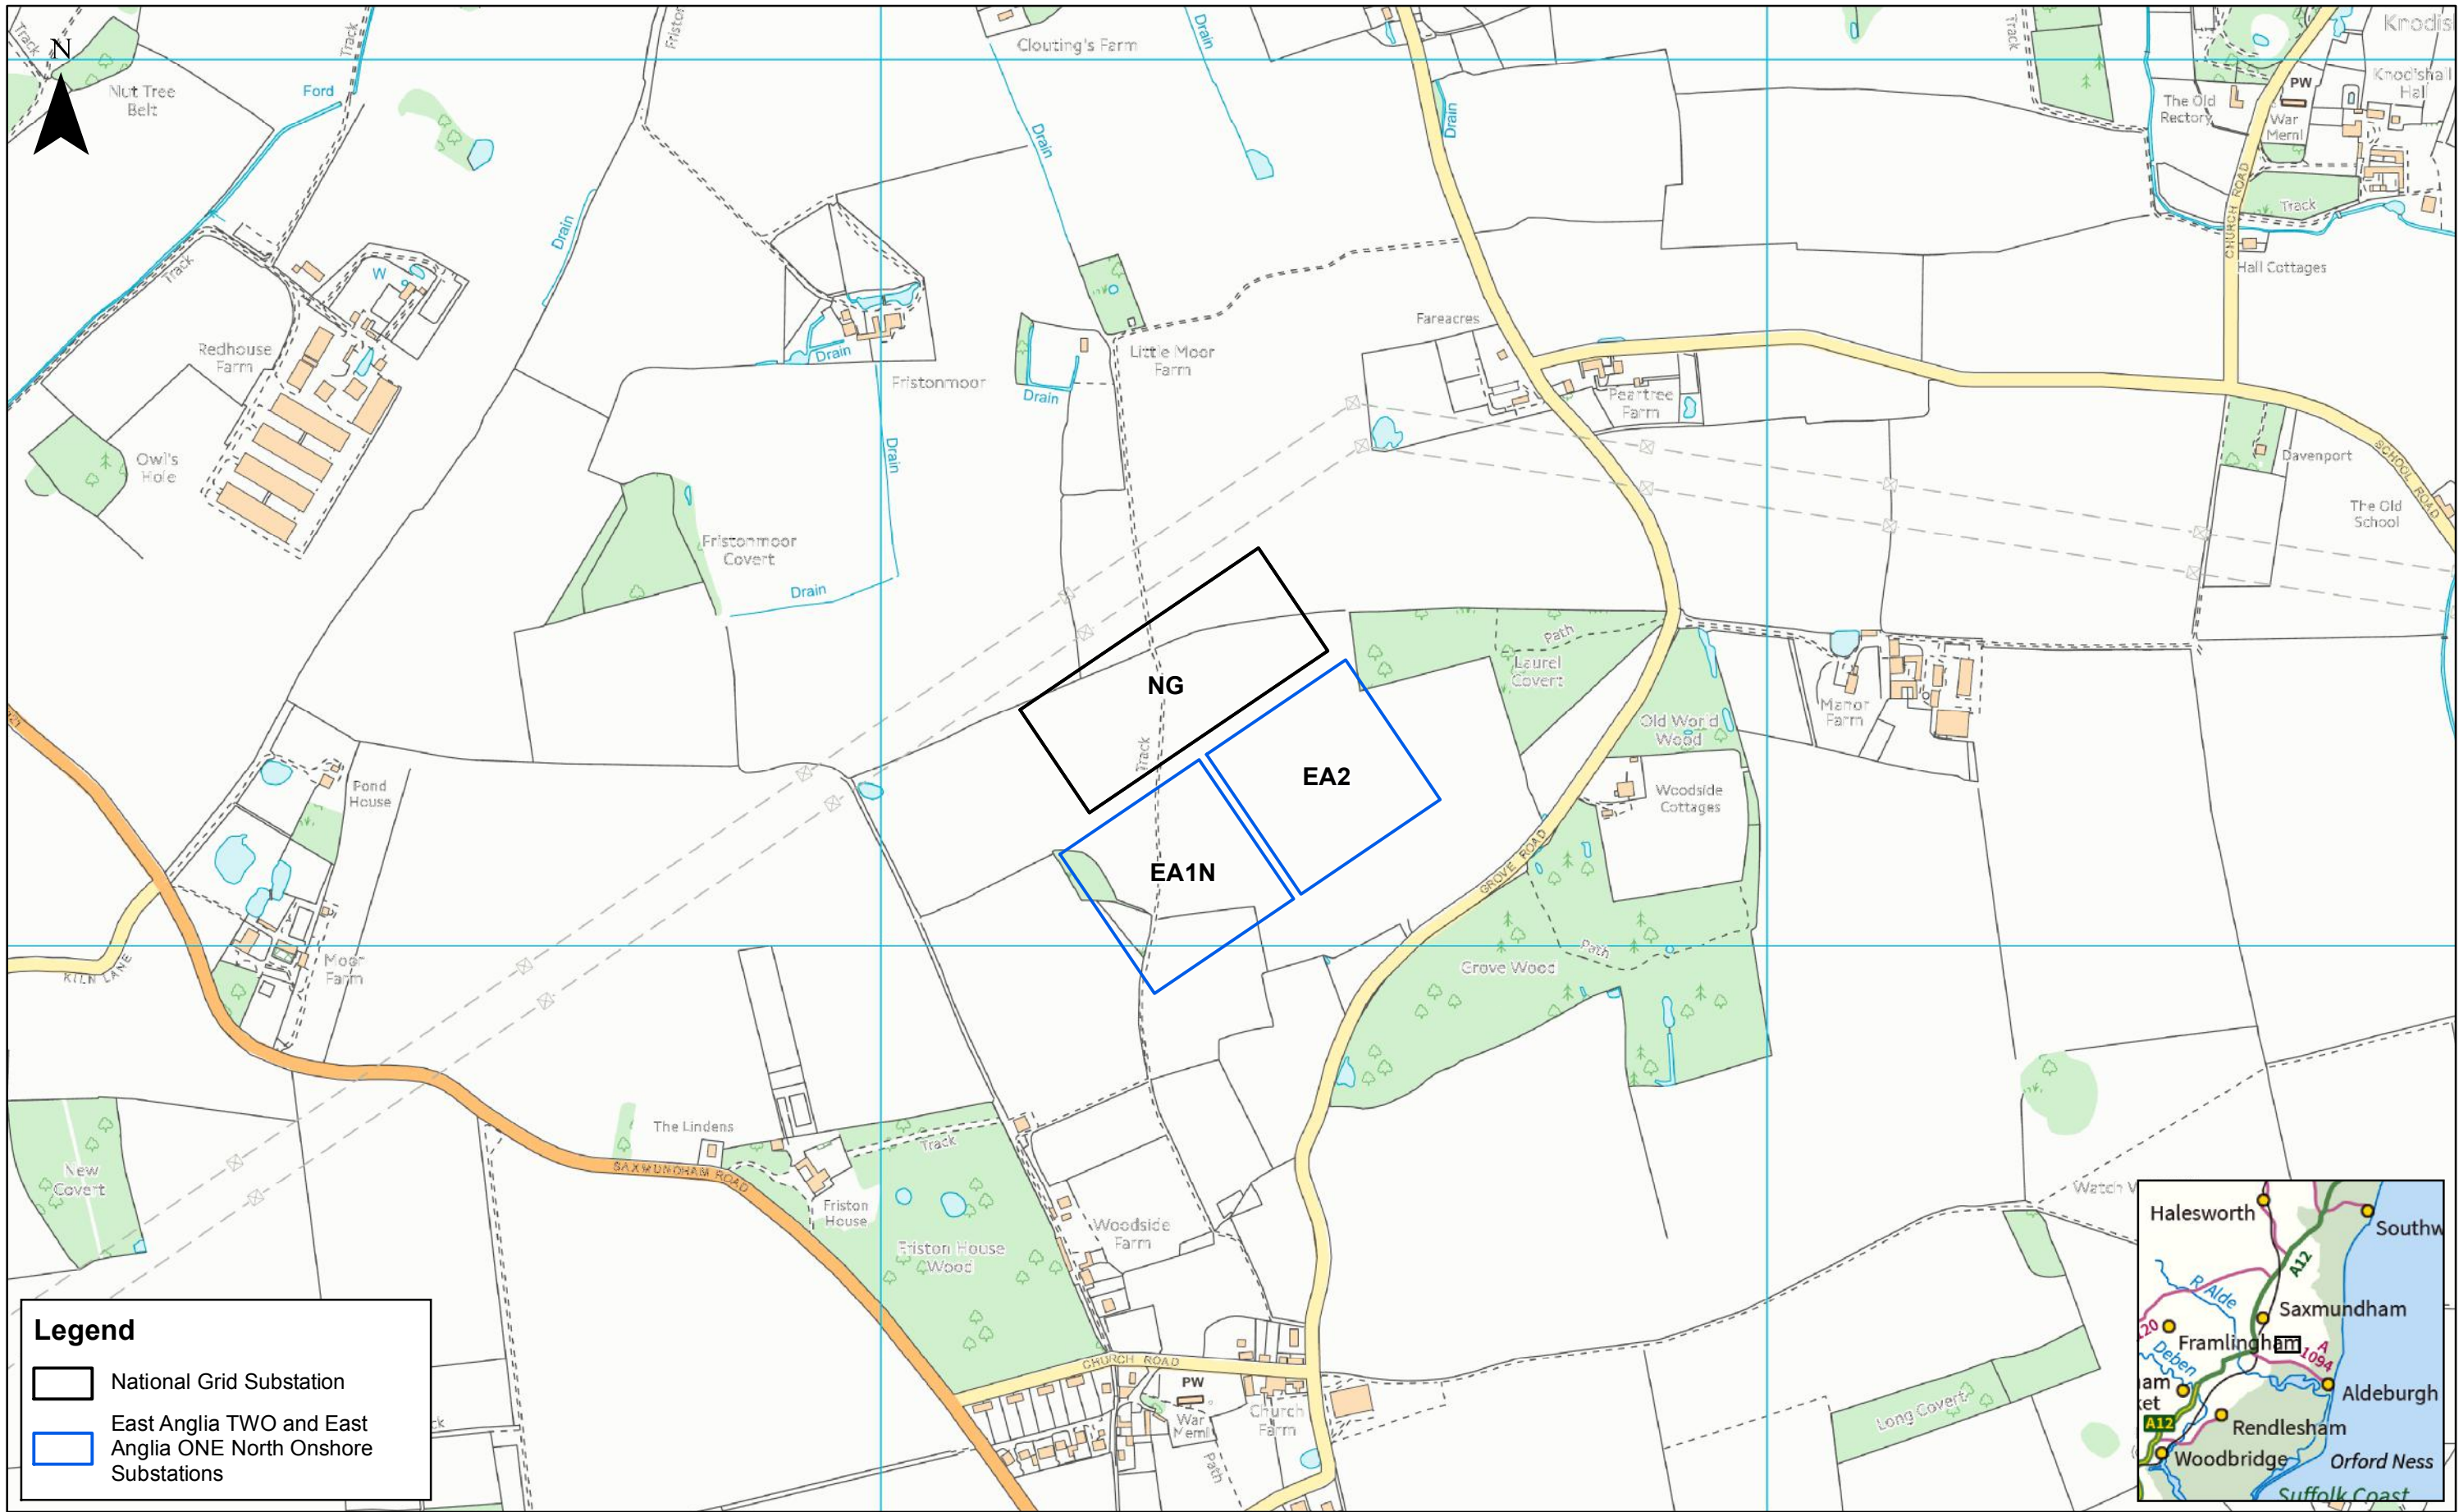 N
Track
Track
Friston
Clouting's Farm
Drain
Track
Knodis
Nut Tree
Belt
Ford
Drain
Drain
PW
The Old
Rectory
War
Meml
Knodishall
Hall
CHURCH ROAD
Track
Hall Cottages
Track
Drain
W
Redhouse
Farm
Drain
Fristonmoor
Little Moor
Farm
Drain
Fareacres
Peartree
Farm
Owl's
Hole
Drain
Davenport
SCHOOL ROAD
The Old
School
Fristonmoor
Covert
Drain
Path
Laurel
Covert
NG
Track
Old World
Wood
Manor
Farm
EA2
Pond
House
Woodside
Cottages
EA1N
GROVE ROAD
KILN LANE
Moor
Farm
Grove Wood
Path
The Lindens
Track
SAXMUNDHAM ROAD
New
Covert
Friston
House
Woodside
Farm
Friston House
Wood
Watch
CHURCH ROAD
PW
War
Meml
Church
Farm
Path
Long Covert
Legend
National Grid Substation
East Anglia TWO and East
Anglia ONE North Onshore
Substations
Halesworth
Southw
A12
R Alde
Saxmundham
Framlingham
A
1094
Deben
Aldeburgh
A12
Rendlesham
Woodbridge
Orford Ness
Suffolk Coast